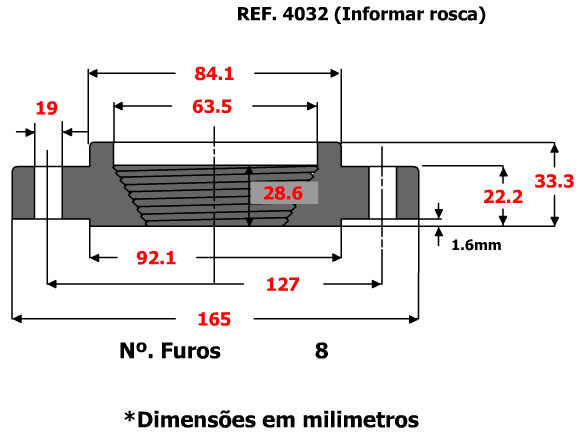 REF. 4032 (Informar rosca)
84.1
19
63.5
33.3
28.6
22.2
1.6mm
92.1
127
165
Nº. Furos 8
*Dimensões em milimetros